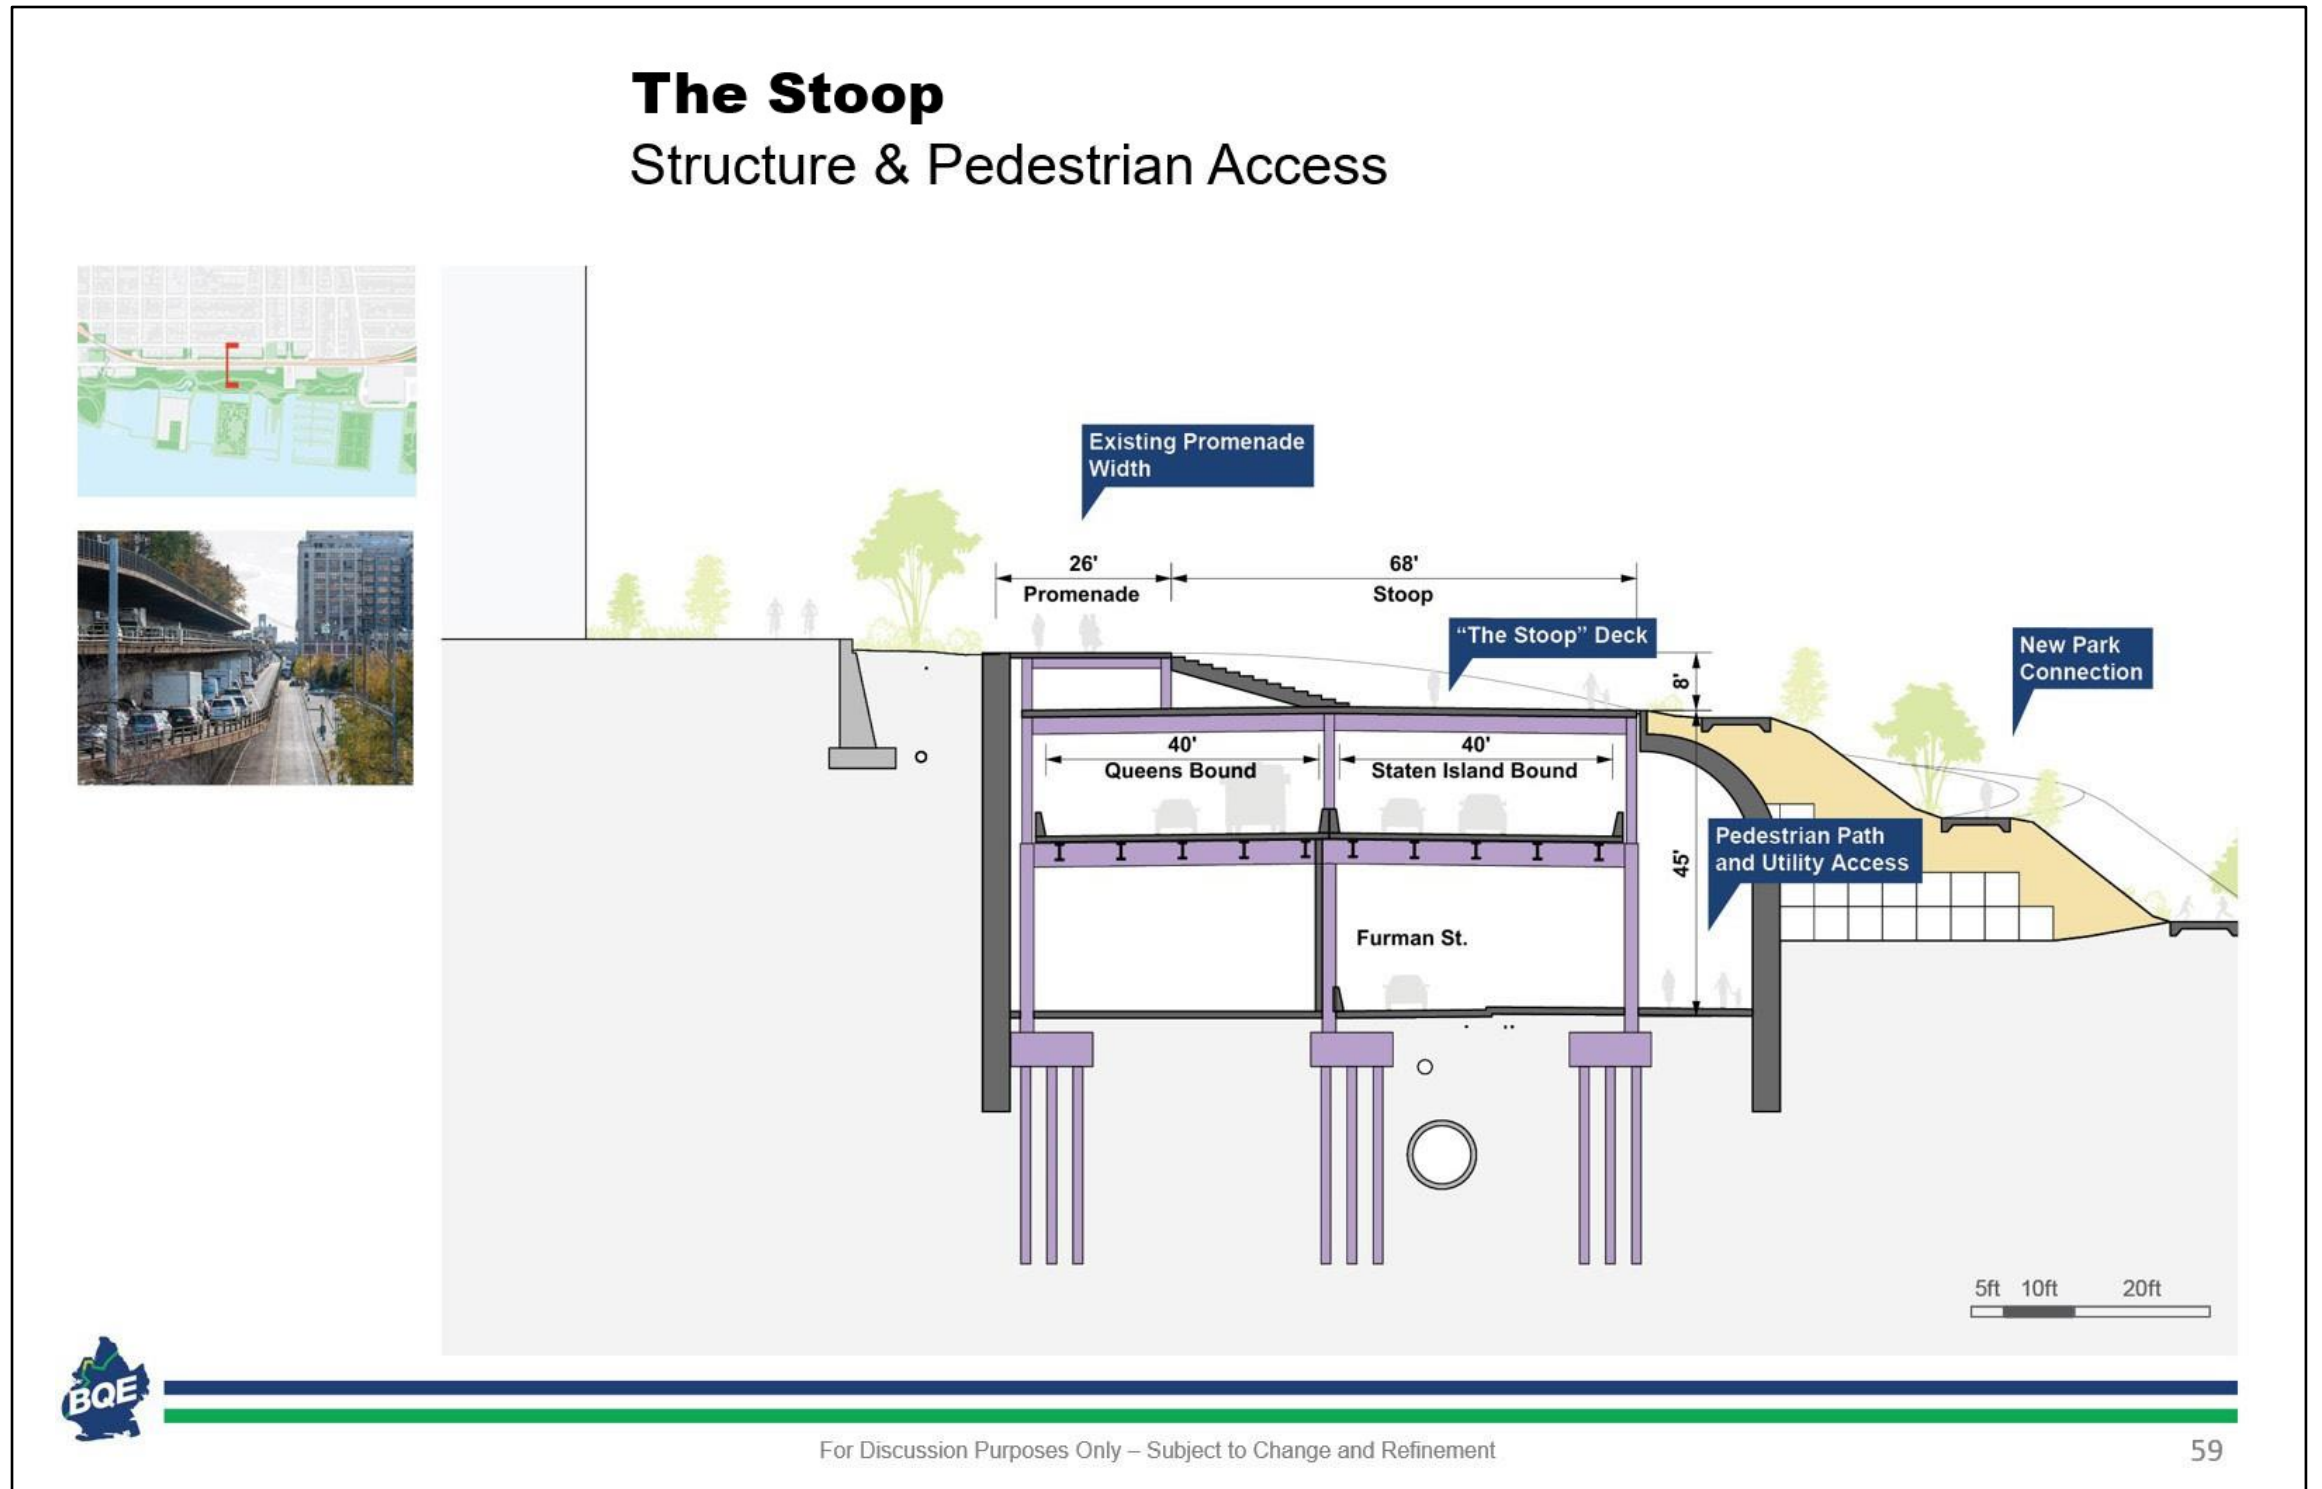 The Stoop
Structure & Pedestrian Access
Existing Promenade
Width
26'
Promenade
68'
Stoop
“The Stoop” Deck
8'
New Park
Connection
40'
Queens Bound
40'
Staten Island Bound
Pedestrian Path
and Utility Access
45'
Furman St.
5ft 10ft 20ft
BQE
For Discussion Purposes Only – Subject to Change and Refinement
59